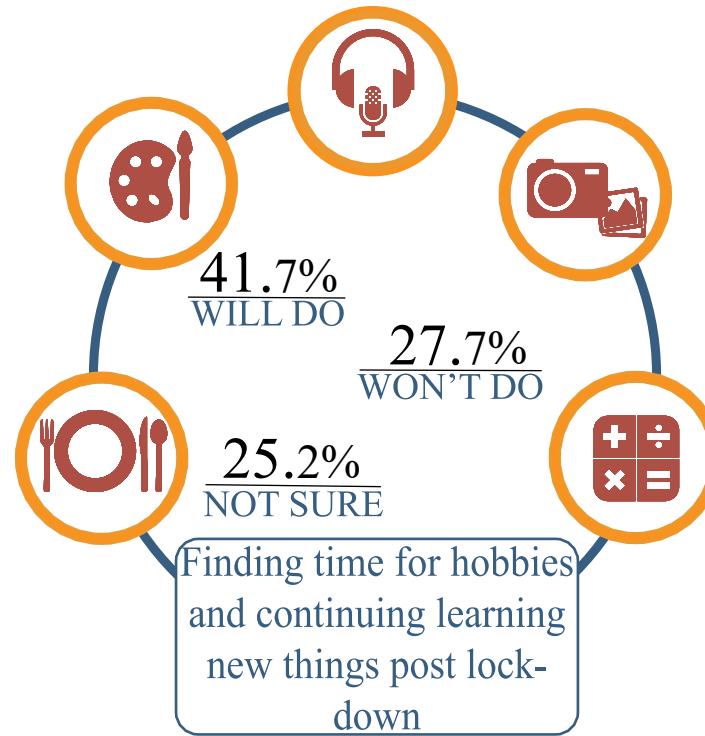 41.7%
WILL DO
27.7%
WON'T DO
25.2%
NOT SURE
Finding time for hobbies
and continuing learning
new things post lock-
down